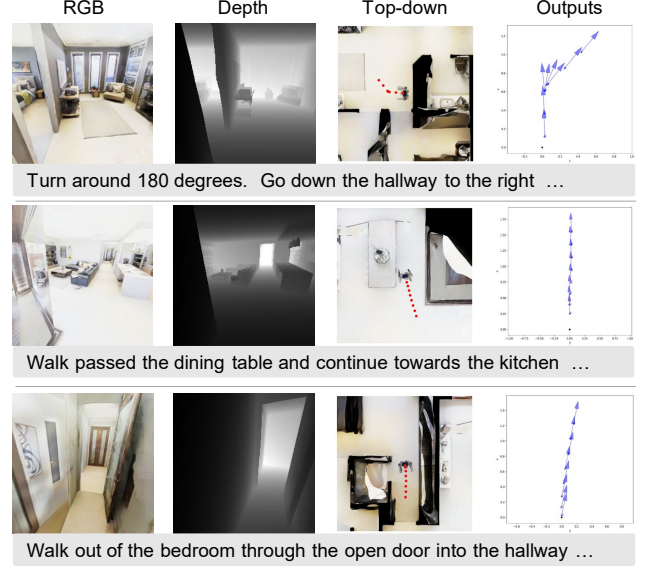 RGB Depth Top-down Outputs
Turn around 180 degrees. Go down the hallway to the right …
Walk passed the dining table and continue towards the kitchen …
Walk out of the bedroom through the open door into the hallway …